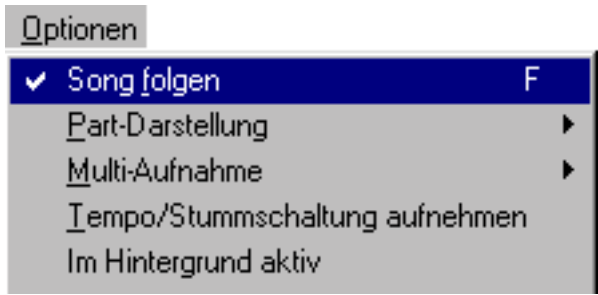 Optionen
Song folgen F
Part-Darstellung
Multi-Aufnahme
Tempo/Stummschaltung aufnehmen
Im Hintergrund aktiv